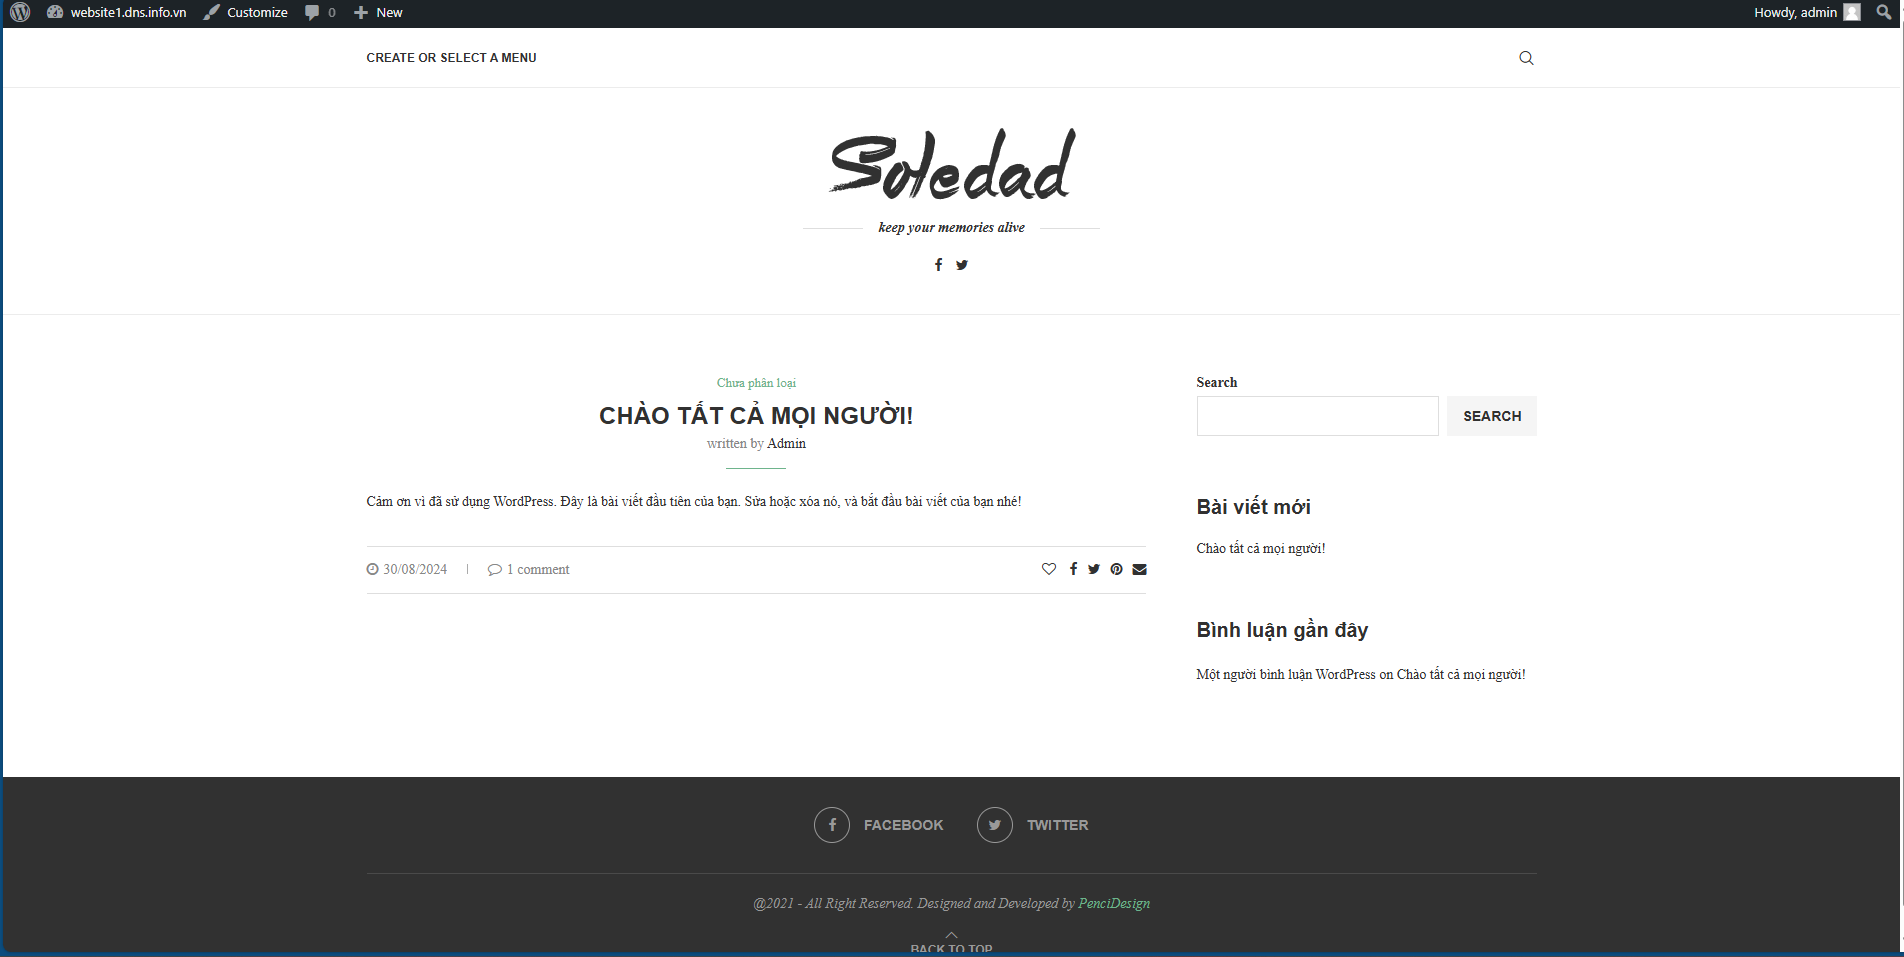 website1.dns.info.vn Customize 0 New Howdy, admin
CREATE OR SELECT A MENU
Soledad
keep your memories alive
Chưa phân loại
CHÀO TẤT CẢ MỌI NGƯỜI!
written by Admin
Cảm ơn vì đã sử dụng WordPress. Đây là bài viết đầu tiên của bạn. Sửa hoặc xóa nó, và bắt đầu bài viết của bạn nhé!
30/08/2024 1 comment
Search
SEARCH
Bài viết mới
Chào tất cả mọi người!
Bình luận gần đây
Một người bình luận WordPress on Chào tất cả mọi người!
FACEBOOK TWITTER
@2021 - All Right Reserved. Designed and Developed by PenciDesign
BACK TO TOP